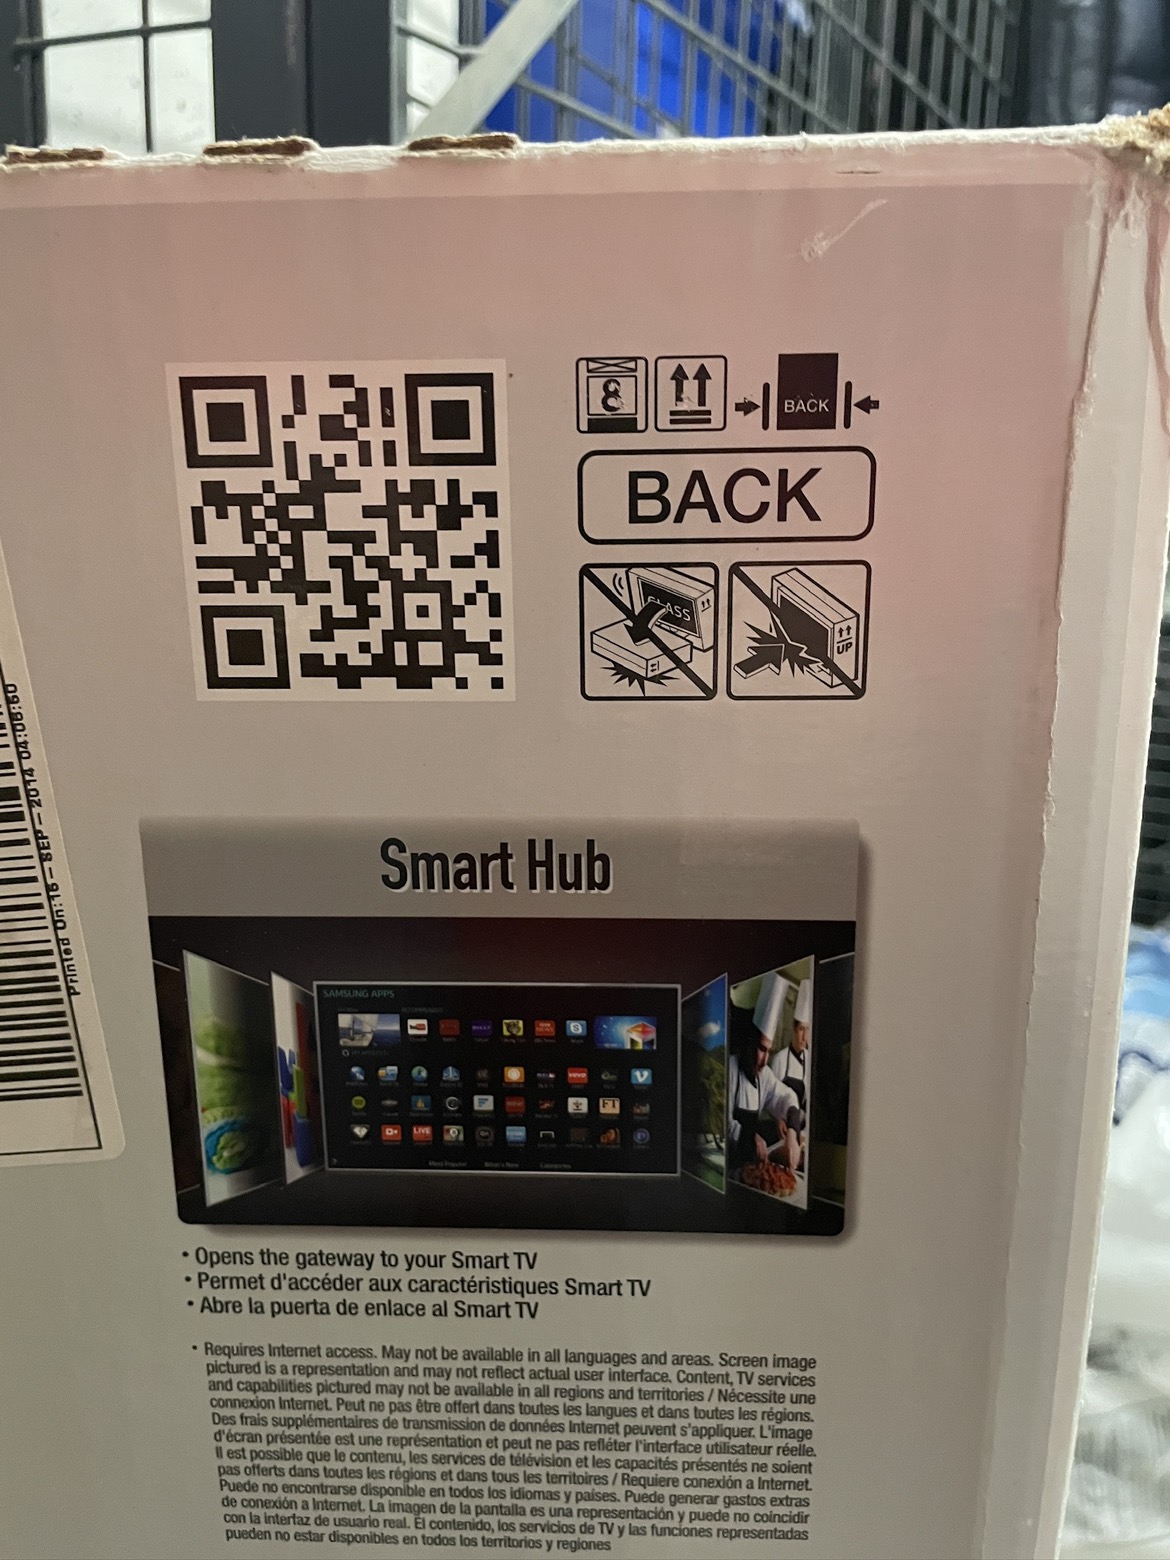 8
BACK
BACK
GLASS
UP
Printed On:16-SEP-2014 04:08:50
Smart Hub
SAMSUNG APPS
LIVE
FT
Most Popular What's New Categories
• Opens the gateway to your Smart TV
• Permet d'accéder aux caractéristiques Smart TV
• Abre la puerta de enlace al Smart TV
• Requires Internet access. May not be available in all languages and areas. Screen image
pictured is a representation and may not reflect actual user interface. Content, TV services
and capabilities pictured may not be available in all regions and territories / Nécessite une
connexion Internet. Peut ne pas être offert dans toutes les langues et dans toutes les régions.
Des frais supplémentaires de transmission de données Internet peuvent s'appliquer. L'image
d'écran présentée est une représentation et peut ne pas refléter l'interface utilisateur réelle.
Il est possible que le contenu, les services de télévision et les capacités présentés ne soient
pas offerts dans toutes les régions et dans tous les territoires / Requiere conexión a Internet.
Puede no encontrarse disponible en todos los idiomas y países. Puede generar gastos extras
de conexión a Internet. La imagen de la pantalla es una representación y puede no coincidir
con la interfaz de usuario real. El contenido, los servicios de TV y las funciones representadas
pueden no estar disponibles en todos los territorios y regiones